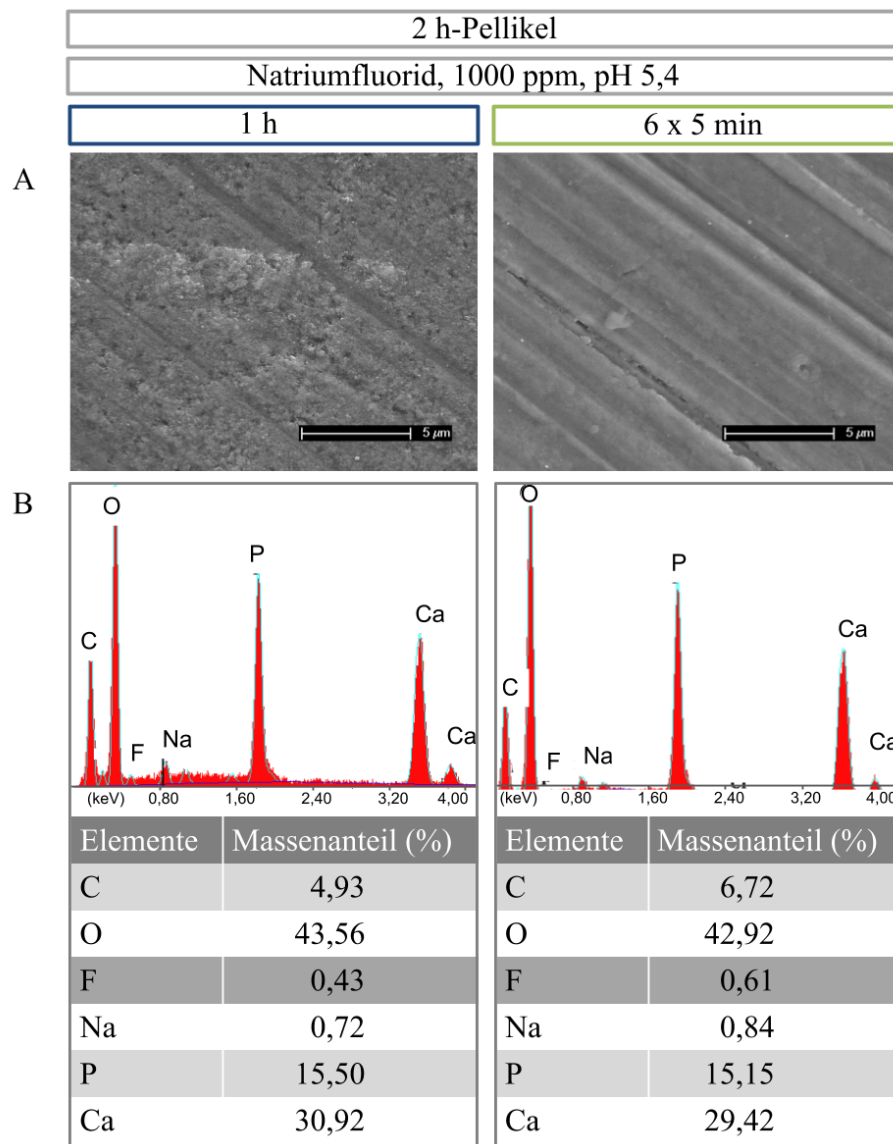 2 h-Pellikel
Natriumfluorid, 1000 ppm, pH 5,4
1 h
6 x 5 min
A
5 µm
5 µm
B
C O F Na P Ca Ca
(keV) 0,80 1,60 2,40 3,20 4,00
C O F Na P Cl Ca Ca
(keV) 0,80 1,60 2,40 3,20 4,00
Elemente Massenanteil (%)
C 4,93
O 43,56
F 0,43
Na 0,72
P 15,50
Ca 30,92
Elemente Massenanteil (%)
C 6,72
O 42,92
F 0,61
Na 0,84
P 15,15
Ca 29,42